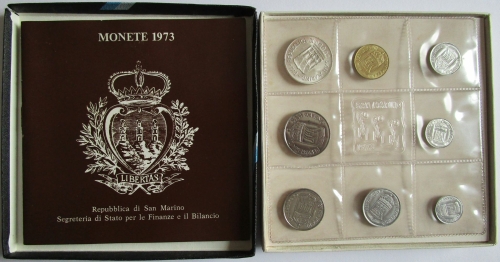 MONETE 1973
LIBERTAS
Repubblica di San Marino
Segreteria di Stato per le Finanze e il Bilancio